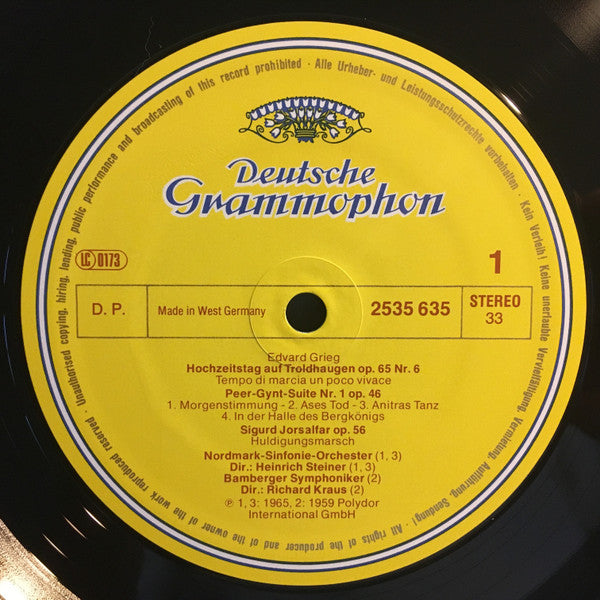 Unauthorised copying, hiring, lending, public performance and broadcasting of this record prohibited · Alle Urheber- und Leistungsschutzrechte vorbehalten · Kein Verleih! Keine unerlaubte Vervielfältigung, Vermietung, Aufführung, Sendung! · All rights of the producer and of the owner of the work reproduced reserved !
Deutsche
Grammophon
LC 0173
1
D. P.
Made in West Germany
2535 635
STEREO
33
Edvard Grieg
Hochzeitstag auf Troldhaugen op. 65 Nr. 6
Tempo di marcia un poco vivace
Peer-Gynt-Suite Nr. 1 op. 46
1. Morgenstimmung - 2. Ases Tod - 3. Anitras Tanz
4. In der Halle des Bergkönigs
Sigurd Jorsalfar op. 56
Huldigungsmarsch
Nordmark-Sinfonie-Orchester (1, 3)
Dir.: Heinrich Steiner (1, 3)
Bamberger Symphoniker (2)
Dir.: Richard Kraus (2)
℗ 1, 3: 1965, 2: 1959 Polydor
International GmbH